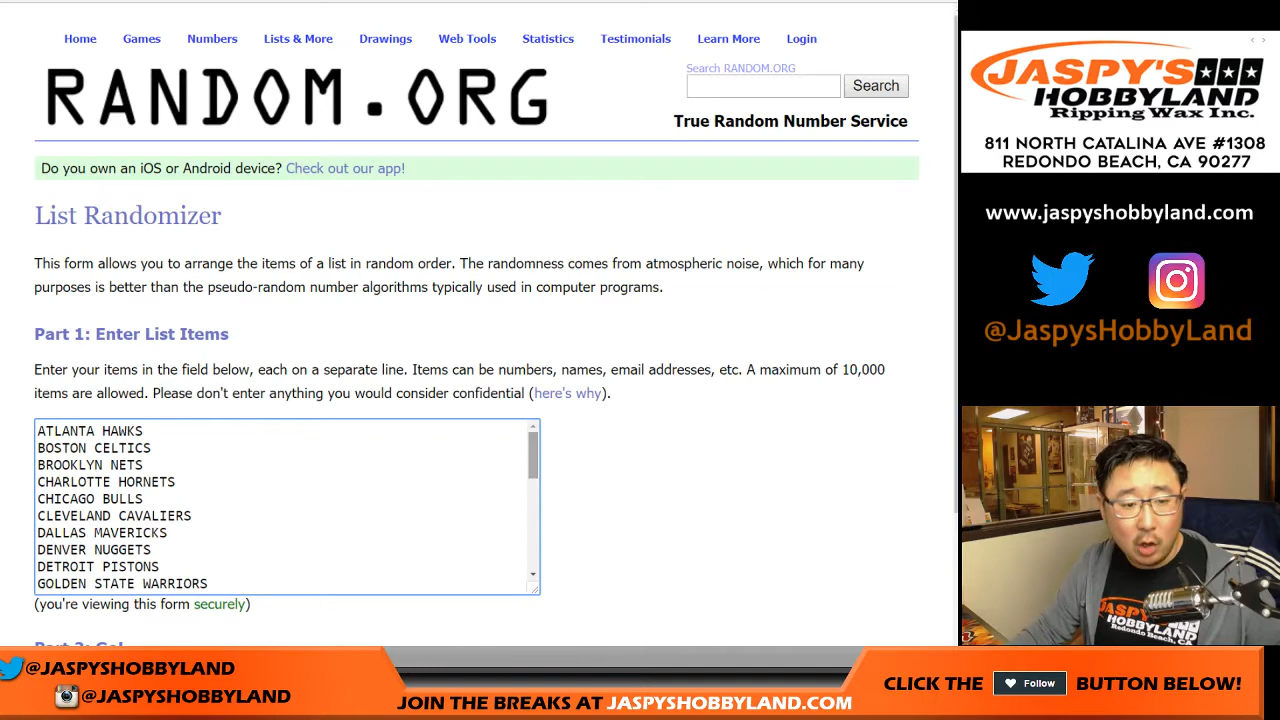 Home Games Numbers Lists & More Drawings Web Tools Statistics Testimonials Learn More Login
RANDOM.ORG
Search RANDOM.ORG
Search
True Random Number Service
Do you own an iOS or Android device? Check out our app!
List Randomizer
This form allows you to arrange the items of a list in random order. The randomness comes from atmospheric noise, which for many
purposes is better than the pseudo-random number algorithms typically used in computer programs.
Part 1: Enter List Items
Enter your items in the field below, each on a separate line. Items can be numbers, names, email addresses, etc. A maximum of 10,000
items are allowed. Please don't enter anything you would consider confidential (here's why).
ATLANTA HAWKS
BOSTON CELTICS
BROOKLYN NETS
CHARLOTTE HORNETS
CHICAGO BULLS
CLEVELAND CAVALIERS
DALLAS MAVERICKS
DENVER NUGGETS
DETROIT PISTONS
GOLDEN STATE WARRIORS
(you're viewing this form securely)
Part 2: Go!
JASPY'S
HOBBYLAND
Ripping Wax Inc.
811 NORTH CATALINA AVE #1308
REDONDO BEACH, CA 90277
www.jaspyshobbyland.com
@JaspysHobbyLand
JASPY'S
HOBBYLAND
Redondo Beach,
@JASPYSHOBBYLAND
@JASPYSHOBBYLAND
JOIN THE BREAKS AT JASPYSHOBBYLAND.COM
CLICK THE Follow BUTTON BELOW!